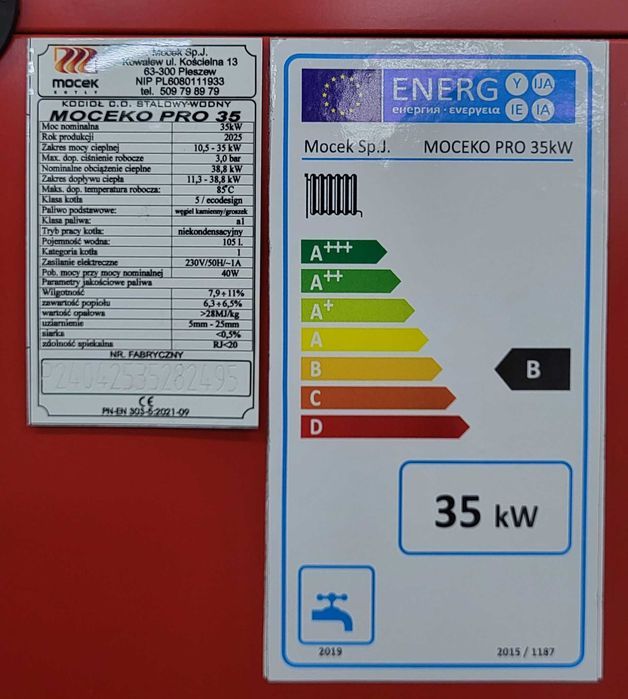 mocek
KOTŁY
Mocek Sp.J.
Kowalew ul. Kościelna 13
63-300 Pleszew
NIP PL6080111933
tel. 509 79 89 79
KOCIOŁ C.O. STALOWY-WODNY
MOCEKO PRO 35
Moc nominalna 35kW
Rok produkcji 2025
Zakres mocy cieplnej 10,5 - 35 kW
Max. dop. ciśnienie robocze 3,0 bar
Nominalne obciążenie cieplne 38,8 kW
Zakres dopływu ciepła 11,3 - 38,8 kW
Maks. dop. temperatura robocza: 85°C
Klasa kotła 5 / ecodesign
Paliwo podstawowe: węgiel kamienny/groszek
Klasa paliwa: a1
Tryb pracy kotła: niekondensacyjny
Pojemność wodna: 105 l.
Kategoria kotła 1
Zasilanie elektreczne 230V/50H/~1A
Pob. mocy przy mocy nominalnej 40W
Parametry jakościowe paliwa
Wilgotność 7,9÷11%
zawartość popiołu 6,3÷6,5%
wartość opałowa >28MJ/kg
uziarnienie 5mm - 25mm
siarka <0,5%
zdolność spiekalna RJ<20
NR. FABRYCZNY
P24042535282495
CE
PN-EN 303-5:2021-09
ENERG Y IJA
енергия · ενεργεια IE IA
Mocek Sp.J. MOCEKO PRO 35kW
A+++
A++
A+
A
B
B
C
D
35 kW
2019 2015 / 1187